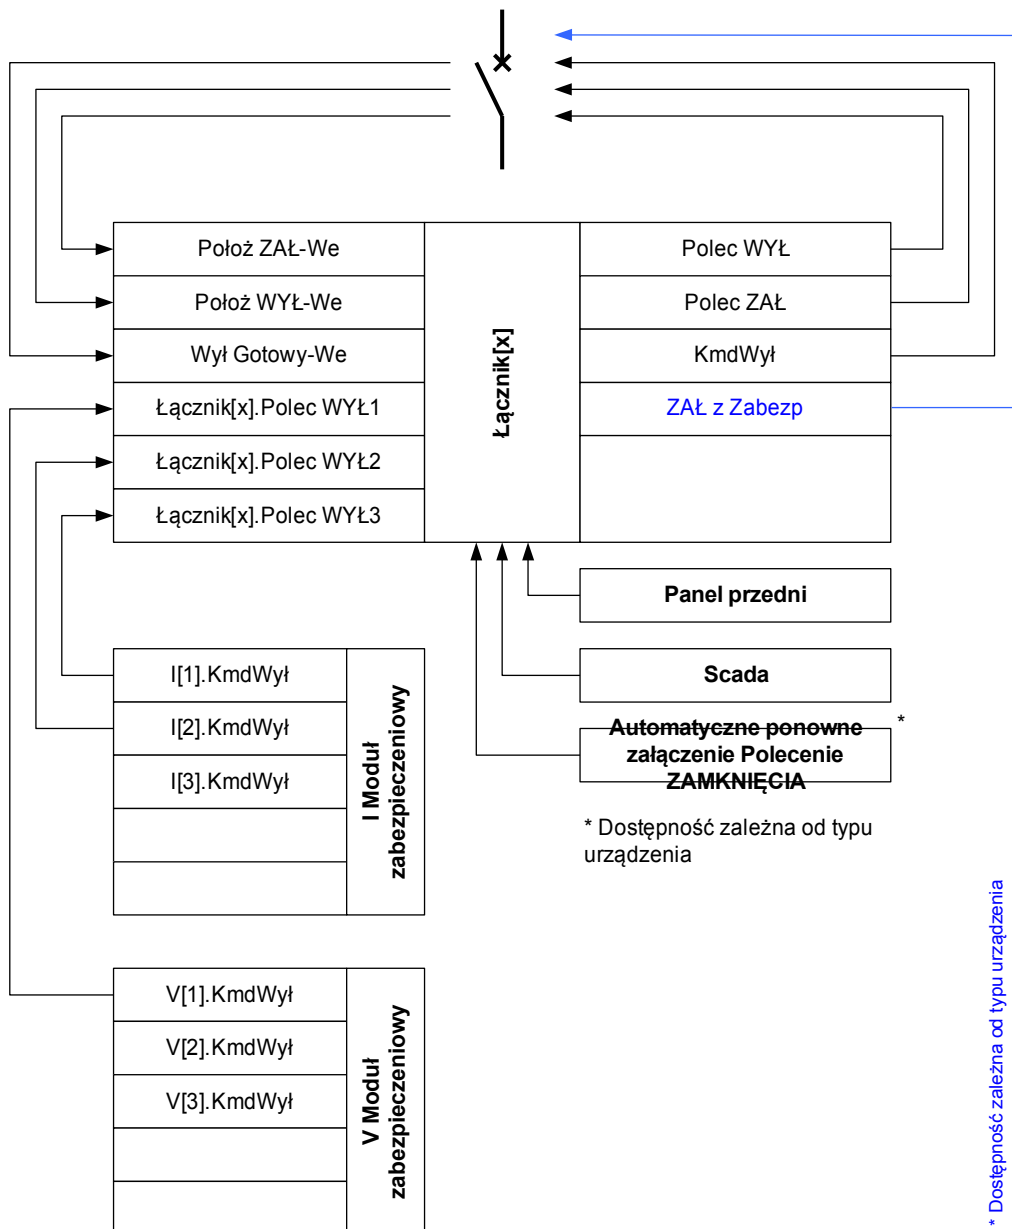 Położ ZAŁ-We
Położ WYŁ-We
Wył Gotowy-We
Łącznik[x].Polec WYŁ1
Łącznik[x].Polec WYŁ2
Łącznik[x].Polec WYŁ3
Łącznik[x]
Polec WYŁ
Polec ZAŁ
KmdWył
ZAŁ z Zabezp
Panel przedni
Scada
Automatyczne ponowne *
załączenie Polecenie
ZAMKNIĘCIA
* Dostępność zależna od typu
urządzenia
I[1].KmdWył
I[2].KmdWył
I[3].KmdWył
I Moduł
zabezpieczeniowy
V[1].KmdWył
V[2].KmdWył
V[3].KmdWył
V Moduł
zabezpieczeniowy
* Dostępność zależna od typu urządzenia